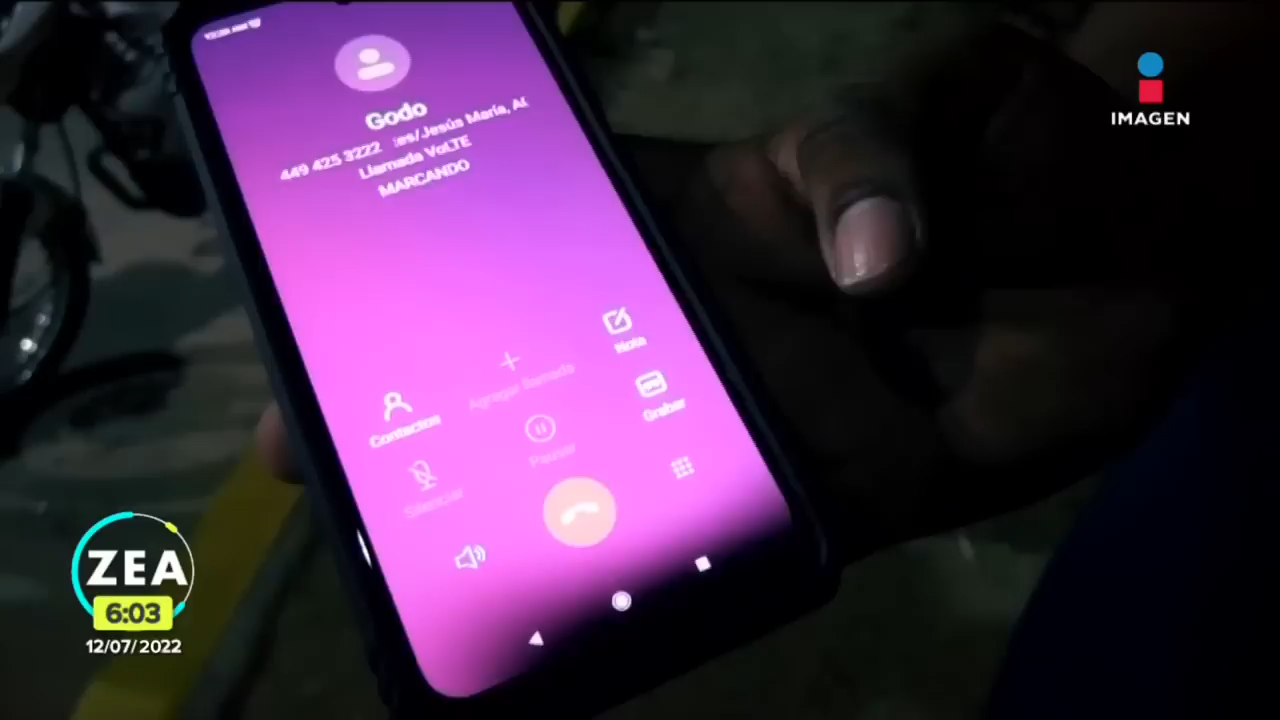 IMAGEN
Godo
449 425 3222 es/Jesús María, A
Llamada VoLTE
MARCANDO
Nota
Agregar llamada
Contactos
Grabar
Pausar
Silenciar
ZEA
6:03
12/07/2022